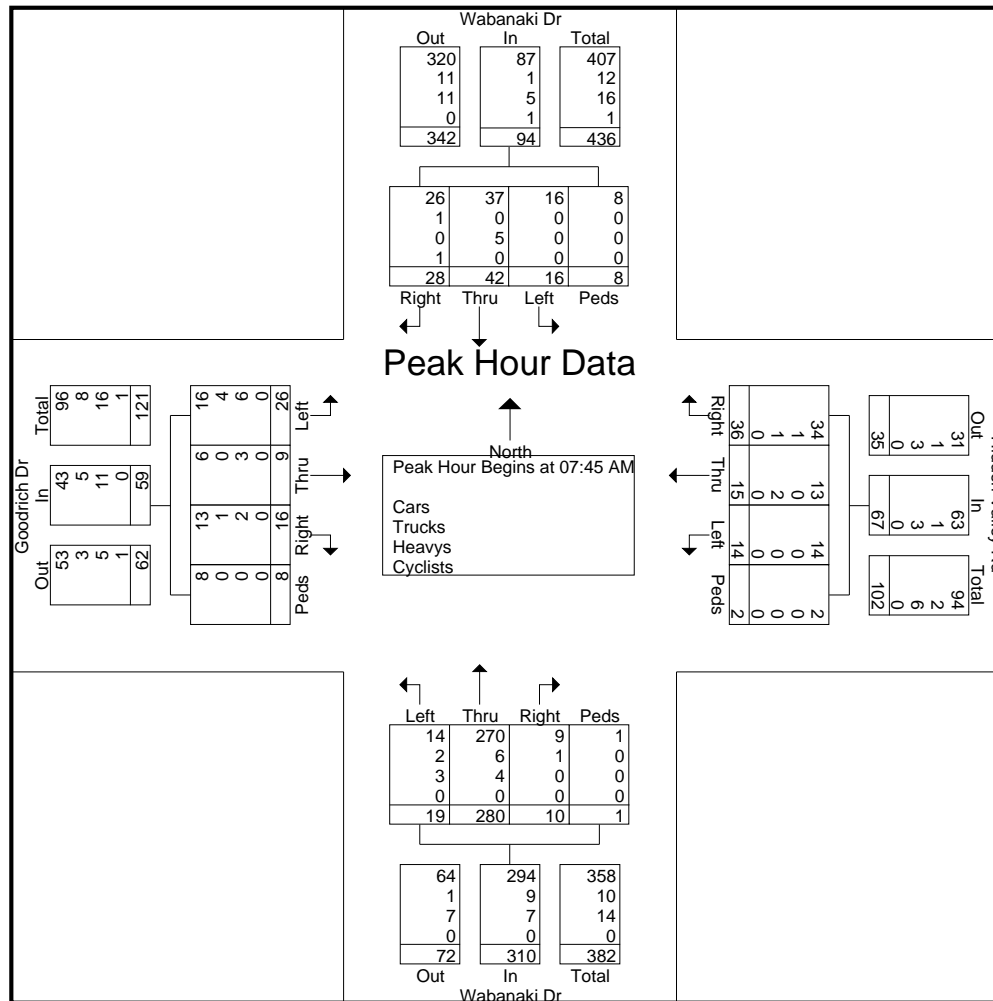 Wabanaki Dr
Out In Total
320 87 407
11 1 12
11 5 16
0 1 1
342 94 436
26 37 16 8
1 0 0 0
0 5 0 0
1 0 0 0
28 42 16 8
Right Thru Left Peds
Peak Hour Data
North
Peak Hour Begins at 07:45 AM
Cars
Trucks
Heavys
Cyclists
Goodrich Dr
Total
96 8 16 1 121
In
43 5 11 0 59
Out
53 3 5 1 62
Left
16 4 6 0 26
Thru
6 0 3 0 9
Right
13 1 2 0 16
Peds
8 0 0 0 8
Right
34 1 1 0 36
Thru
13 0 2 0 15
Left
14 0 0 0 14
Peds
2 0 0 0 2
Out
31 1 3 0 35
In
63 1 3 0 67
Total
94 2 6 0 102
Left Thru Right Peds
14 270 9 1
2 6 1 0
3 4 0 0
0 0 0 0
19 280 10 1
64 294 358
1 9 10
7 7 14
0 0 0
72 310 382
Out In Total
Wabanaki Dr